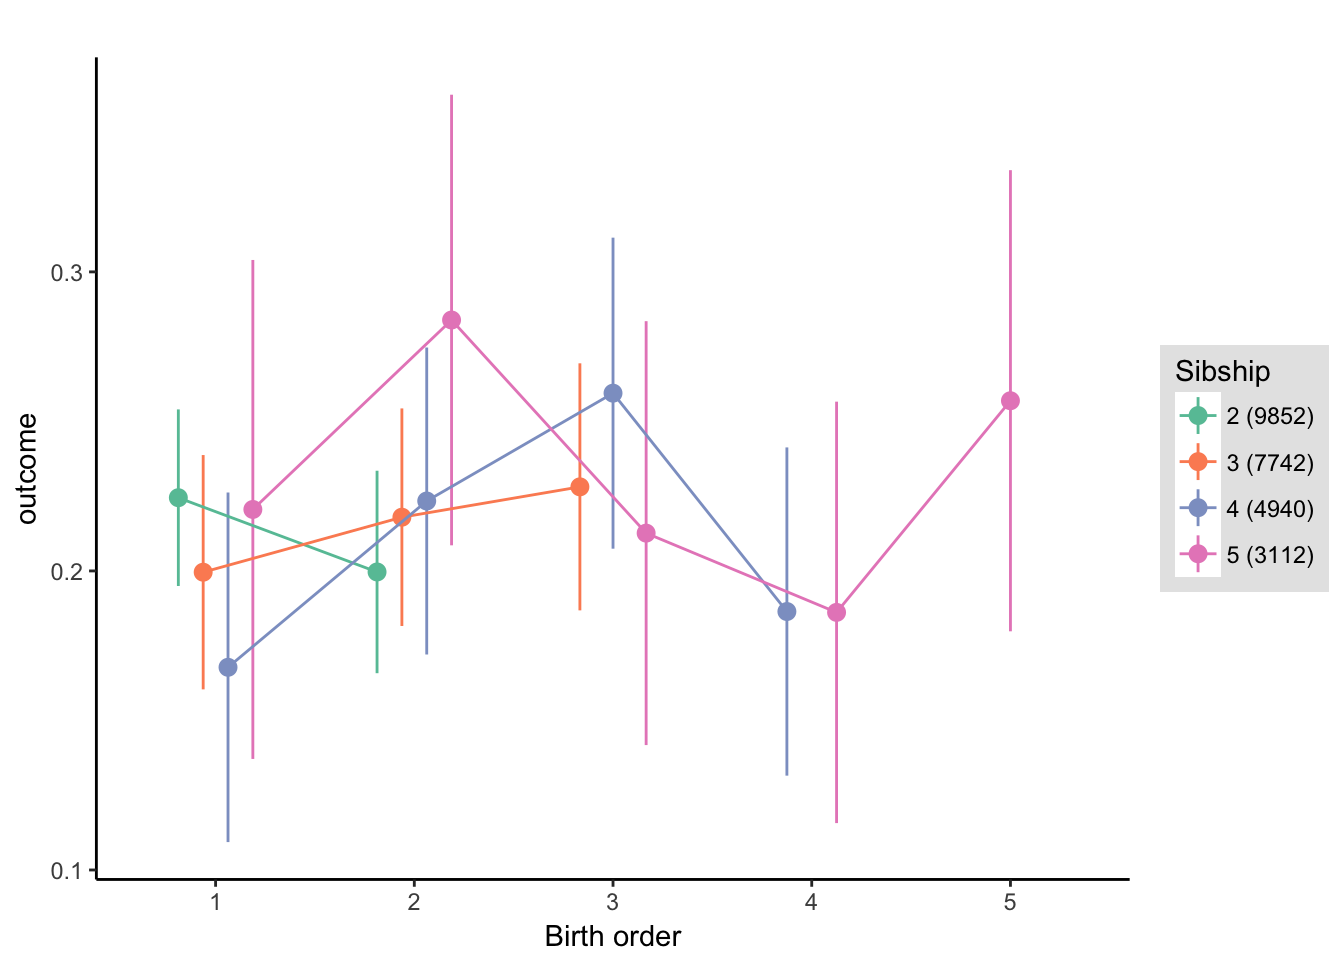 outcome
0.3
0.2
0.1
1 2 3 4 5
Birth order
Sibship
2 (9852)
3 (7742)
4 (4940)
5 (3112)